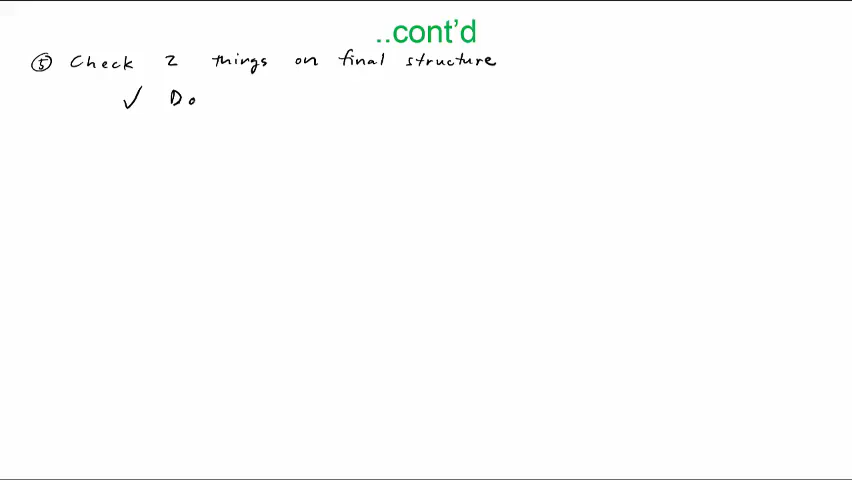 ..cont'd
⑤ Check 2 things on final structure
✓ Do